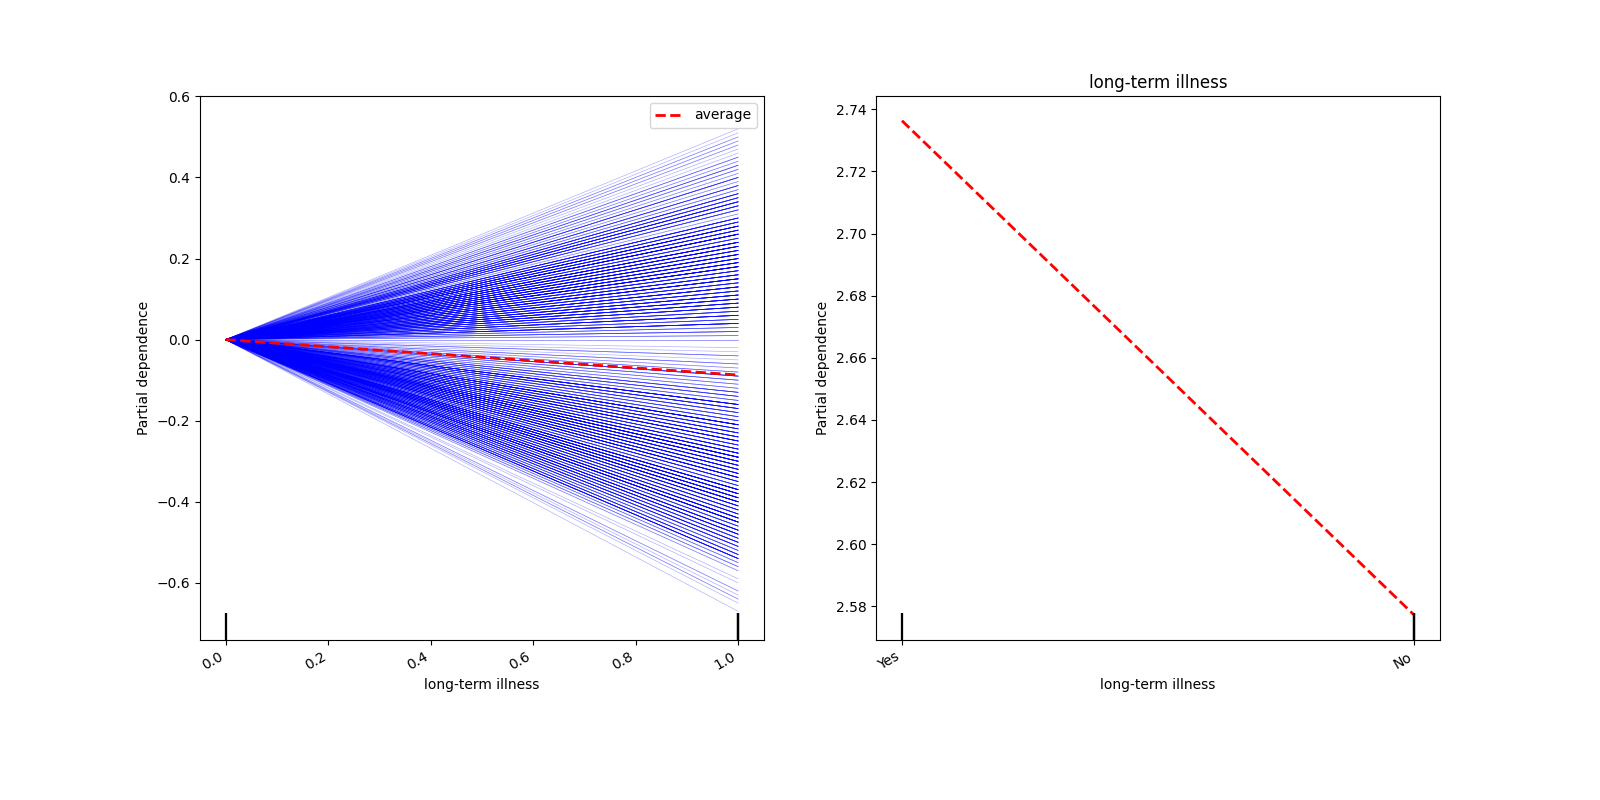 0.6
0.4
0.2
0.0
−0.2
−0.4
−0.6
Partial dependence
average
0.0
0.2
0.4
0.6
0.8
1.0
long-term illness
long-term illness
2.74
2.72
2.70
2.68
2.66
2.64
2.62
2.60
2.58
Partial dependence
Yes
No
long-term illness